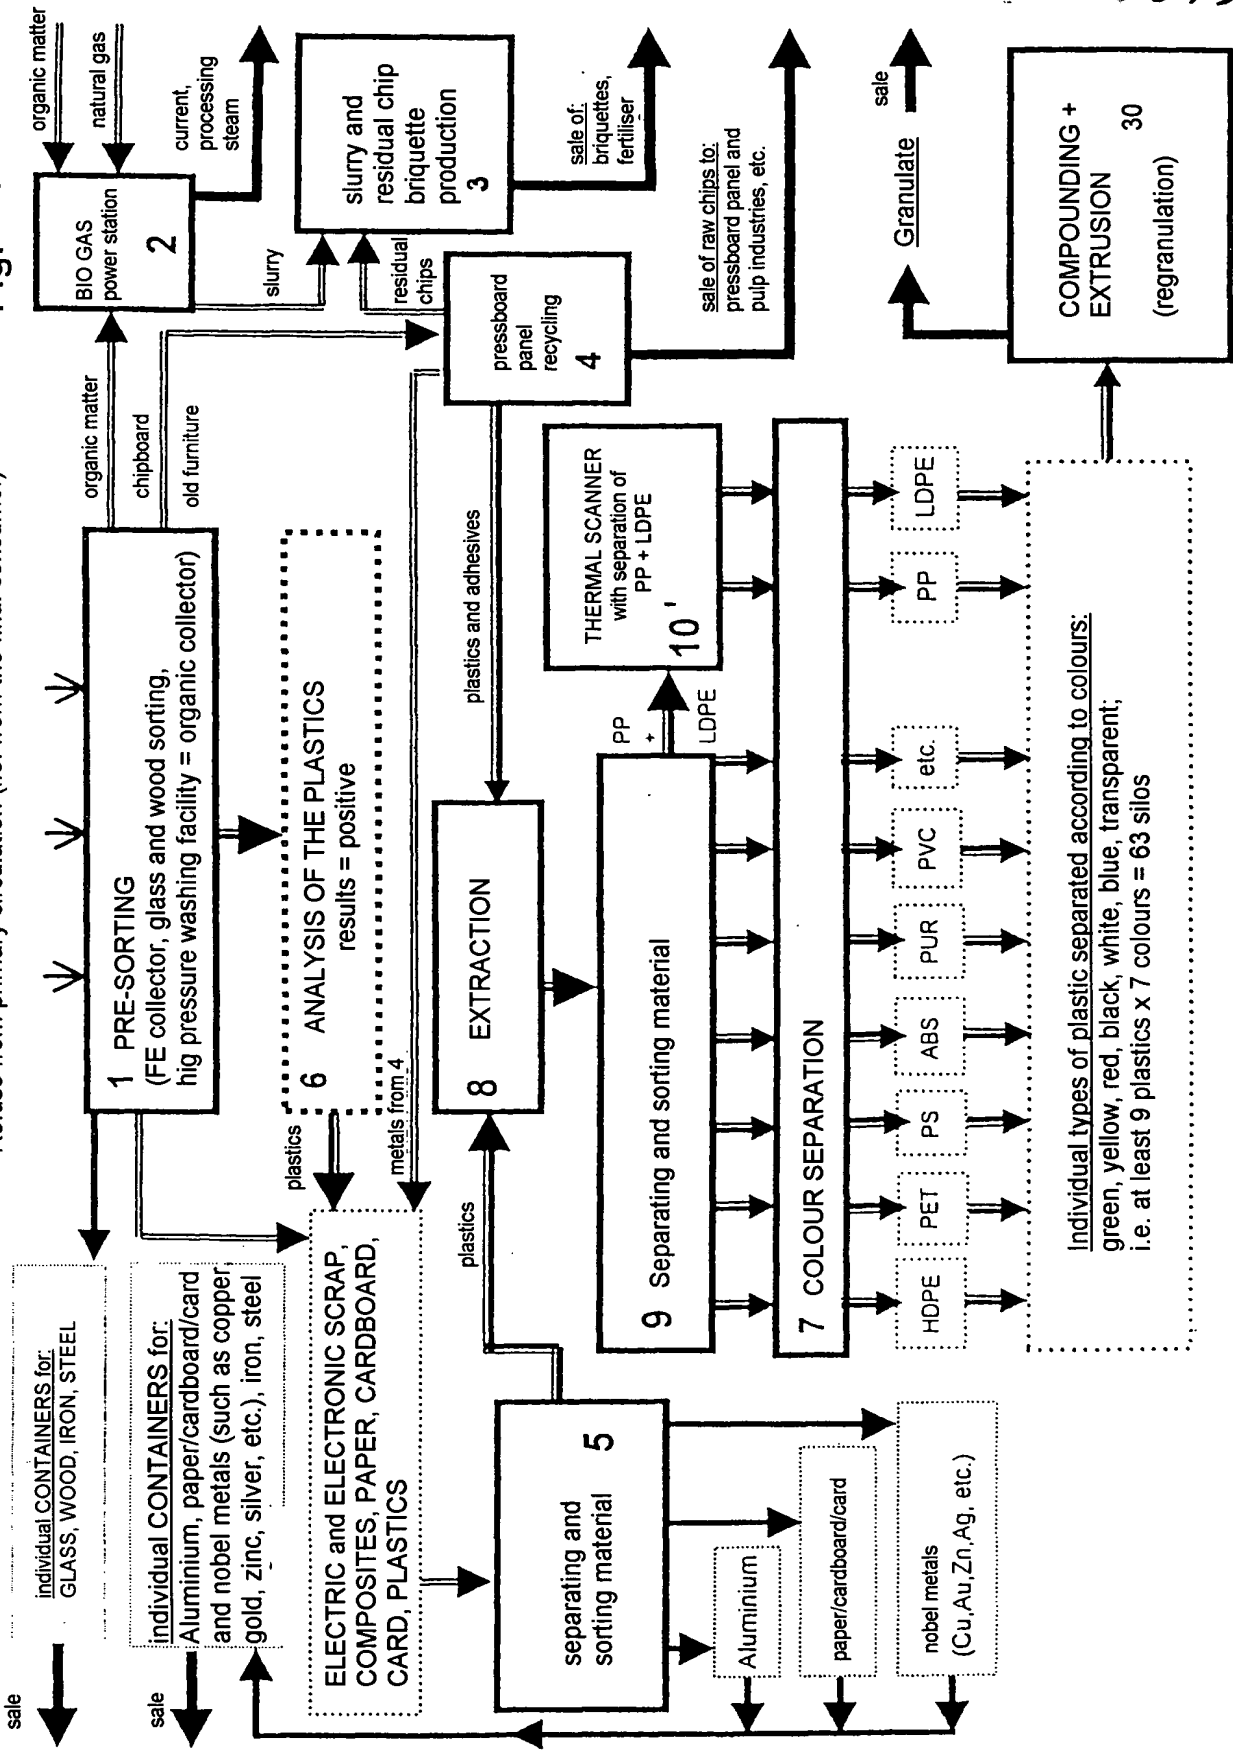 sale
individual CONTAINERS for:
GLASS, WOOD, IRON, STEEL
sale
individual CONTAINERS for:
Aluminium, paper/cardboard/card
and nobel metals (such as copper,
gold, zinc, silver, etc.), iron, steel
1 PRE-SORTING
(FE collector, glass and wood sorting,
hig pressure washing facility = organic collector)
organic matter
chipboard
old furniture
organic matter
natural gas
BIO GAS
power station
2
current,
processing
steam
slurry
residual
chips
slurry and
residual chip
briquette
production
3
sale of:
briquettes,
fertiliser
pressboard
panel
recycling
4
sale of raw chips to:
pressboard panel and
pulp industries, etc.
6 ANALYSIS OF THE PLASTICS
results = positive
plastics
metals from 4
ELECTRIC and ELECTRONIC SCRAP,
COMPOSITES, PAPER, CARDBOARD,
CARD, PLASTICS
plastics and adhesives
plastics
8 EXTRACTION
separating and
sorting material
5
Aluminium
paper/cardboard/card
nobel metals
(Cu,Au,Zn,Ag, etc.)
9 Separating and sorting material
PP
+
LDPE
THERMAL SCANNER
with separation of
PP + LDPE
10'
7 COLOUR SEPARATION
HDPE
PET
PS
ABS
PUR
PVC
etc.
PP
LDPE
Individual types of plastic separated according to colours:
green, yellow, red, black, white, blue, transparent;
i.e. at least 9 plastics x 7 colours = 63 silos
COMPOUNDING +
EXTRUSION
30
(regranulation)
Granulate
sale